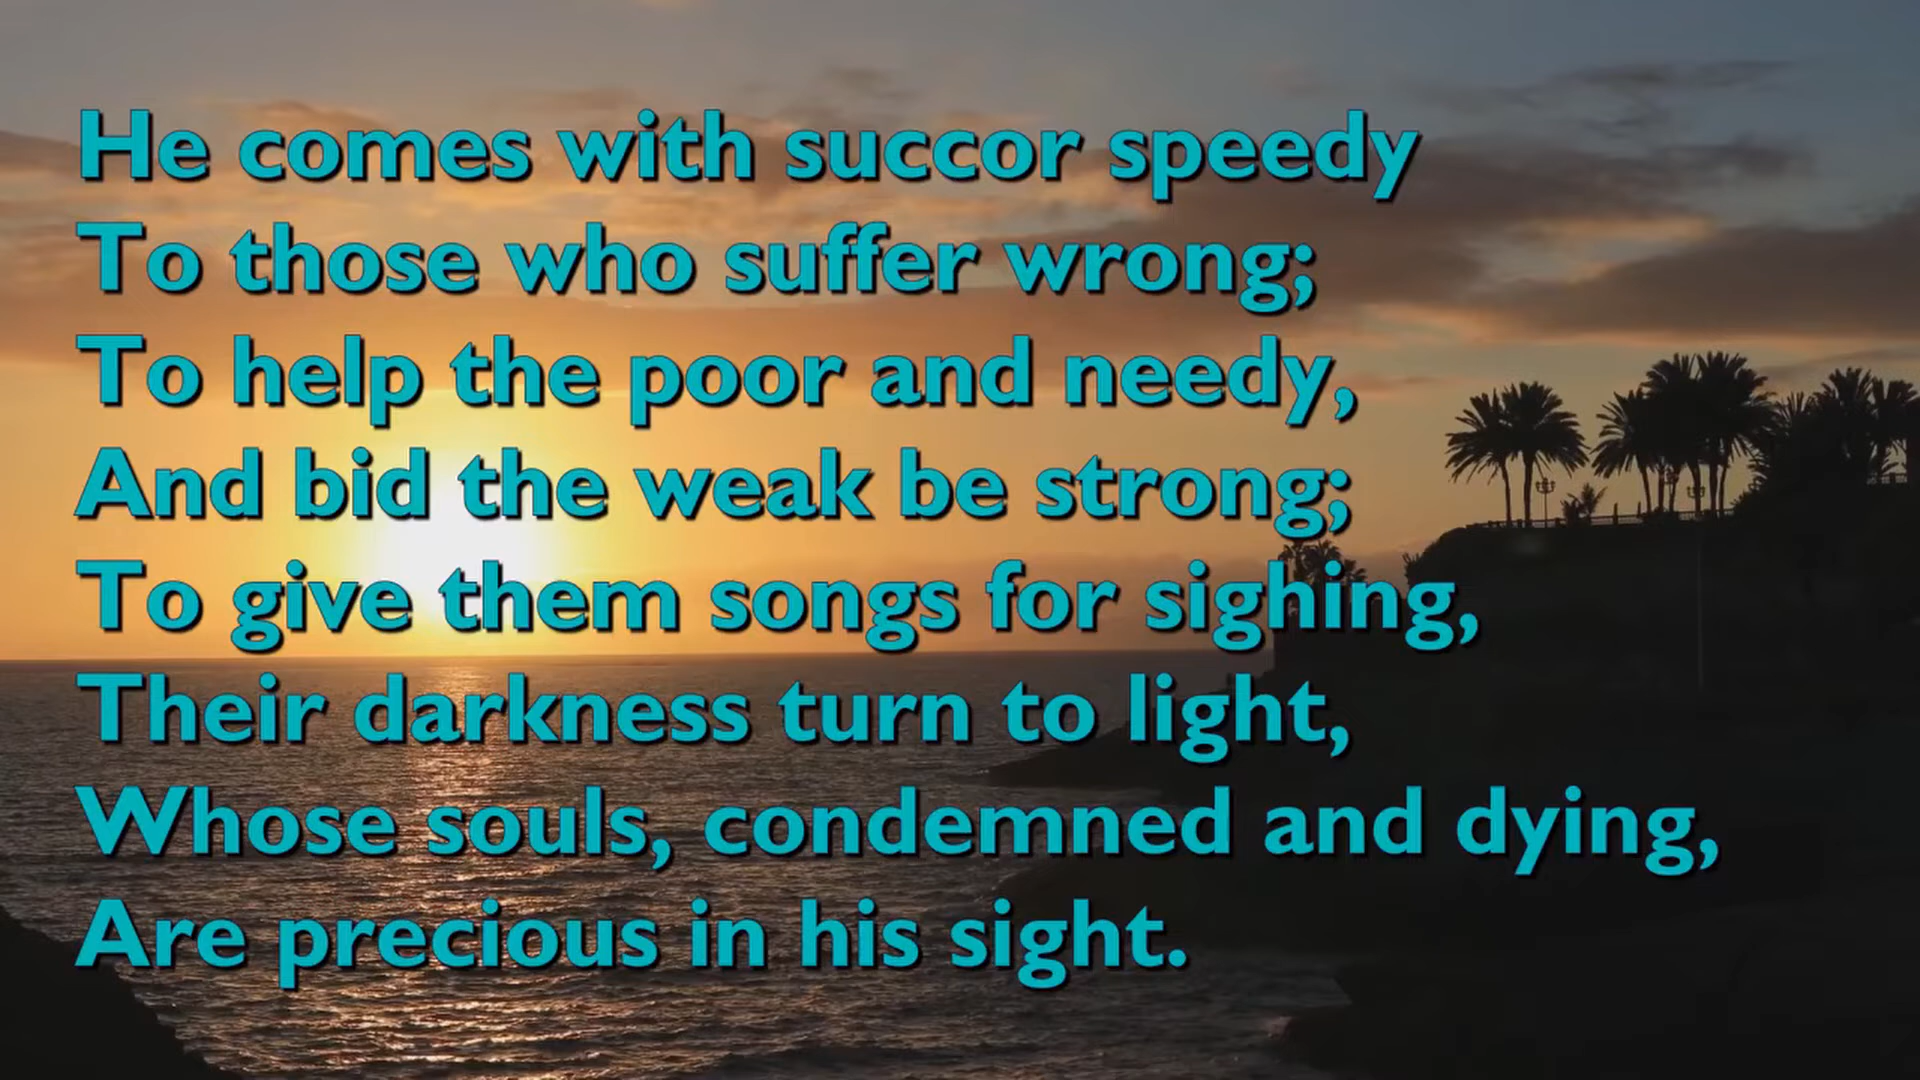 He comes with succor speedy
To those who suffer wrong;
To help the poor and needy,
And bid the weak be strong;
To give them songs for sighing,
Their darkness turn to light,
Whose souls, condemned and dying,
Are precious in his sight.